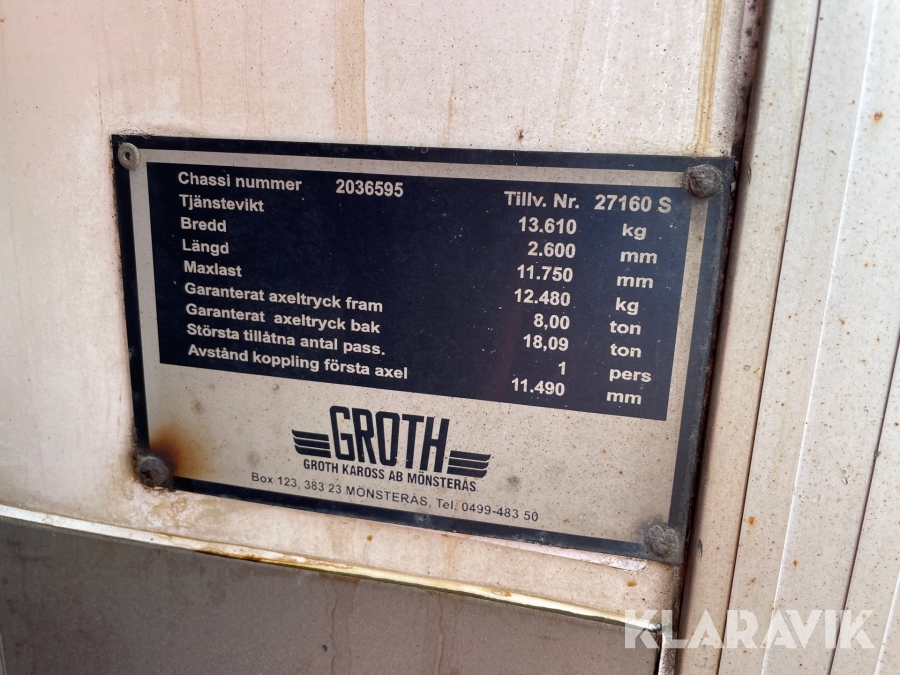 Chassi nummer 2036595 Tillv. Nr. 27160 S
Tjänstevikt 13.610 kg
Bredd 2.600 mm
Längd 11.750 mm
Maxlast 12.480 kg
Garanterat axeltryck fram 8,00 ton
Garanterat axeltryck bak 18,09 ton
Största tillåtna antal pass. 1 pers
Avstånd koppling första axel 11.490 mm
GROTH
GROTH KAROSS AB MÖNSTERÅS
Box 123, 383 23 MÖNSTERÅS, Tel. 0499-483 50
KLARAVIK